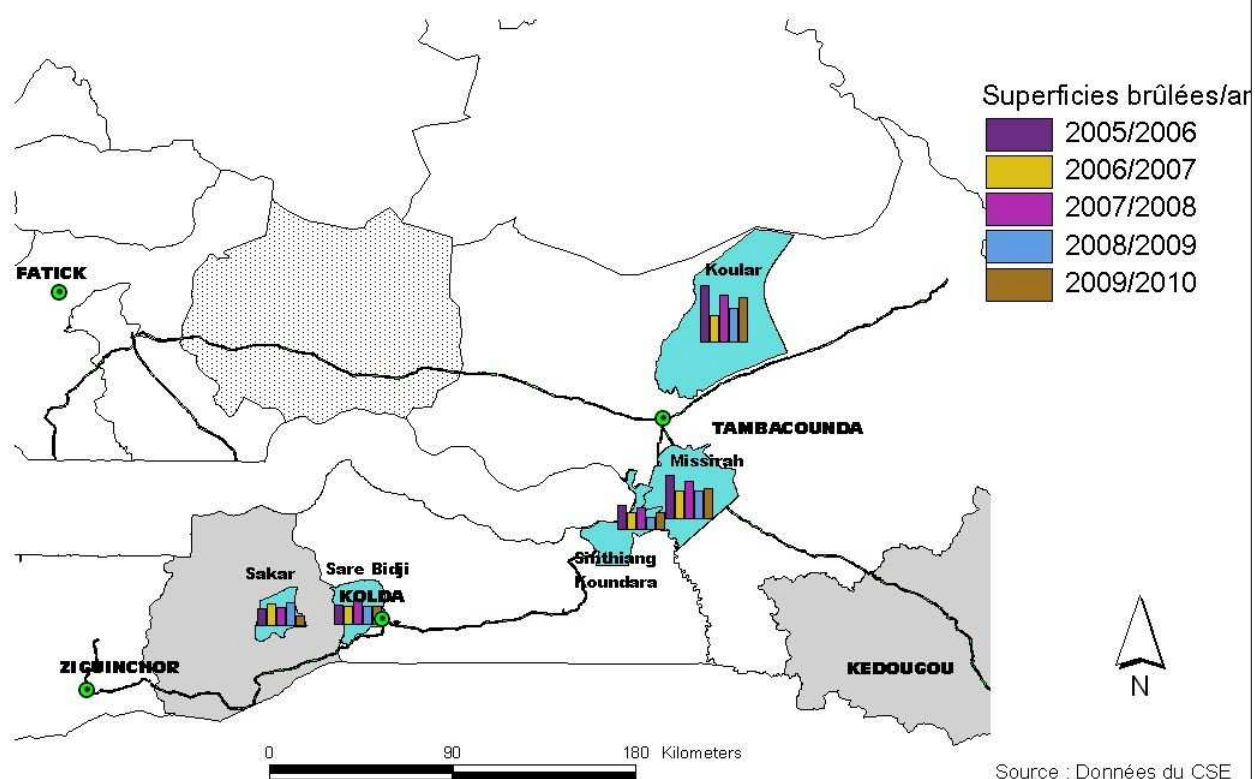 Superficies brûlées/an
2005/2006
2006/2007
2007/2008
2008/2009
2009/2010
Koular
FATICK
TAMBACOUNDA
Missirah
Sinthiang
Koundara
Sakar
Sare Bidji
KOLDA
ZIGUINCHOR
KEDOUGOU
N
0 90 180 Kilometers
Source : Données du CSE